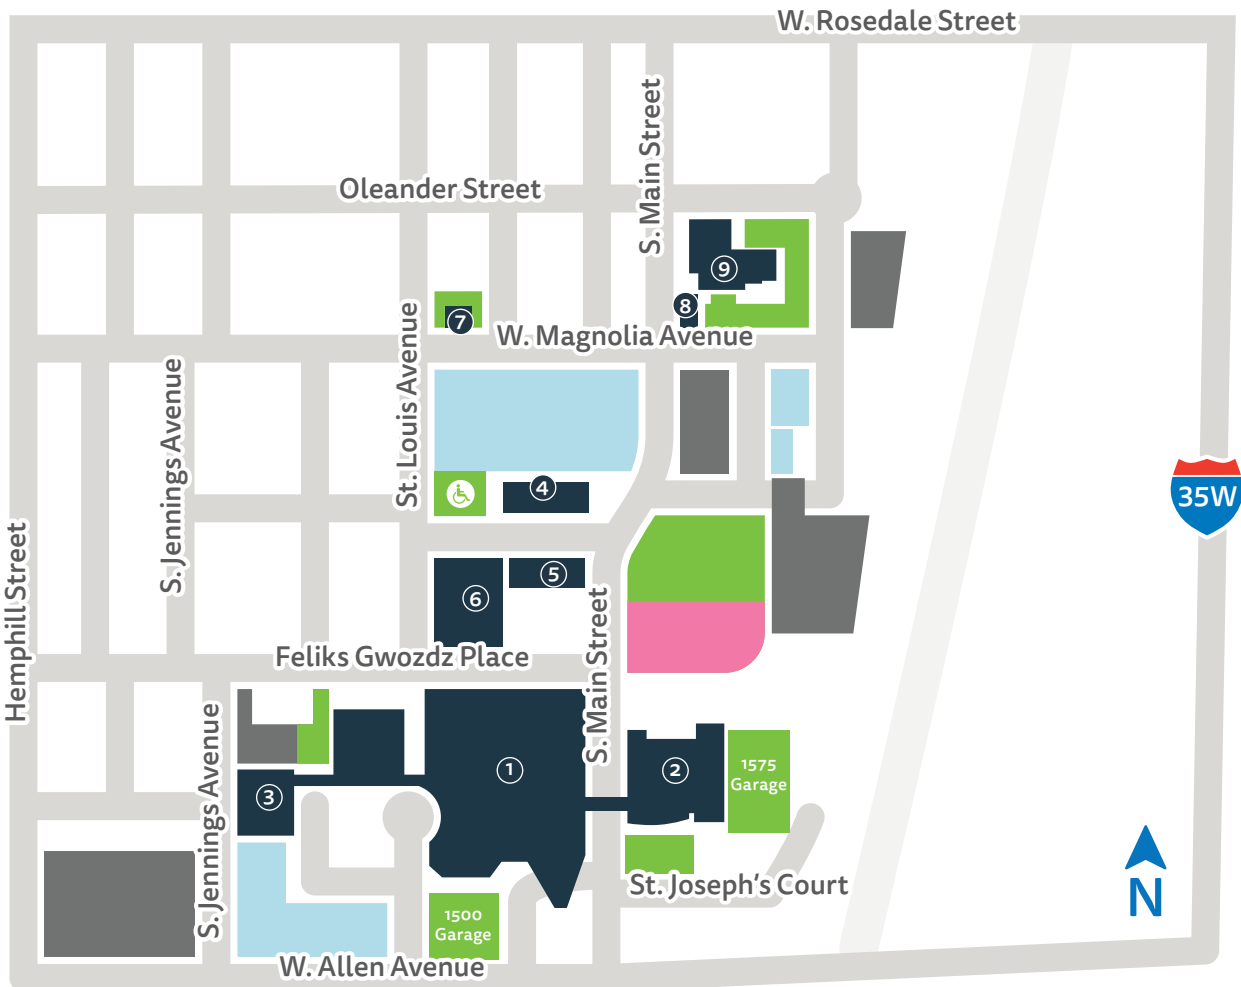 W. Rosedale Street
S. Main Street
Oleander Street
9
8
7
W. Magnolia Avenue
St. Louis Avenue
S. Jennings Avenue
4
35W
Hemphill Street
5
6
S. Main Street
Feliks Gwozdz Place
S. Jennings Avenue
1
2
1575
Garage
3
St. Joseph's Court
1500
Garage
N
W. Allen Avenue